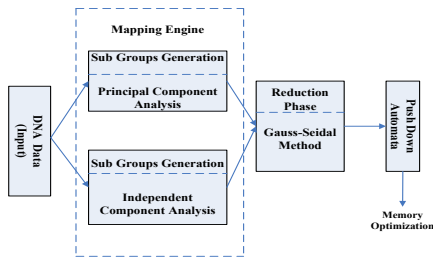 Mapping Engine
DNA Data
(Input)
Sub Groups Generation
Principal Component
Analysis
Sub Groups Generation
Independent
Component Analysis
Reduction
Phase
Gauss-Seidal
Method
Push Down
Automata
Memory
Optimization